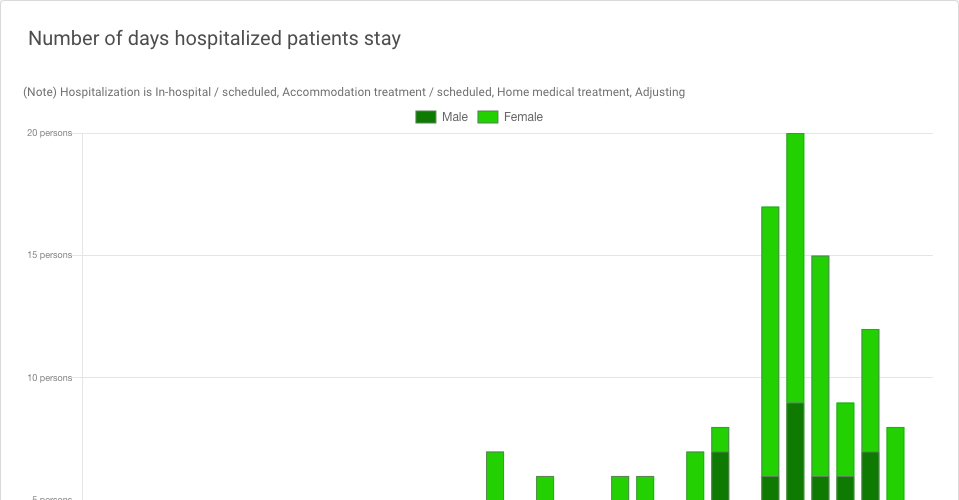 Number of days hospitalized patients stay
(Note) Hospitalization is In-hospital / scheduled, Accommodation treatment / scheduled, Home medical treatment, Adjusting
Male Female
20 persons
15 persons
10 persons
5 persons